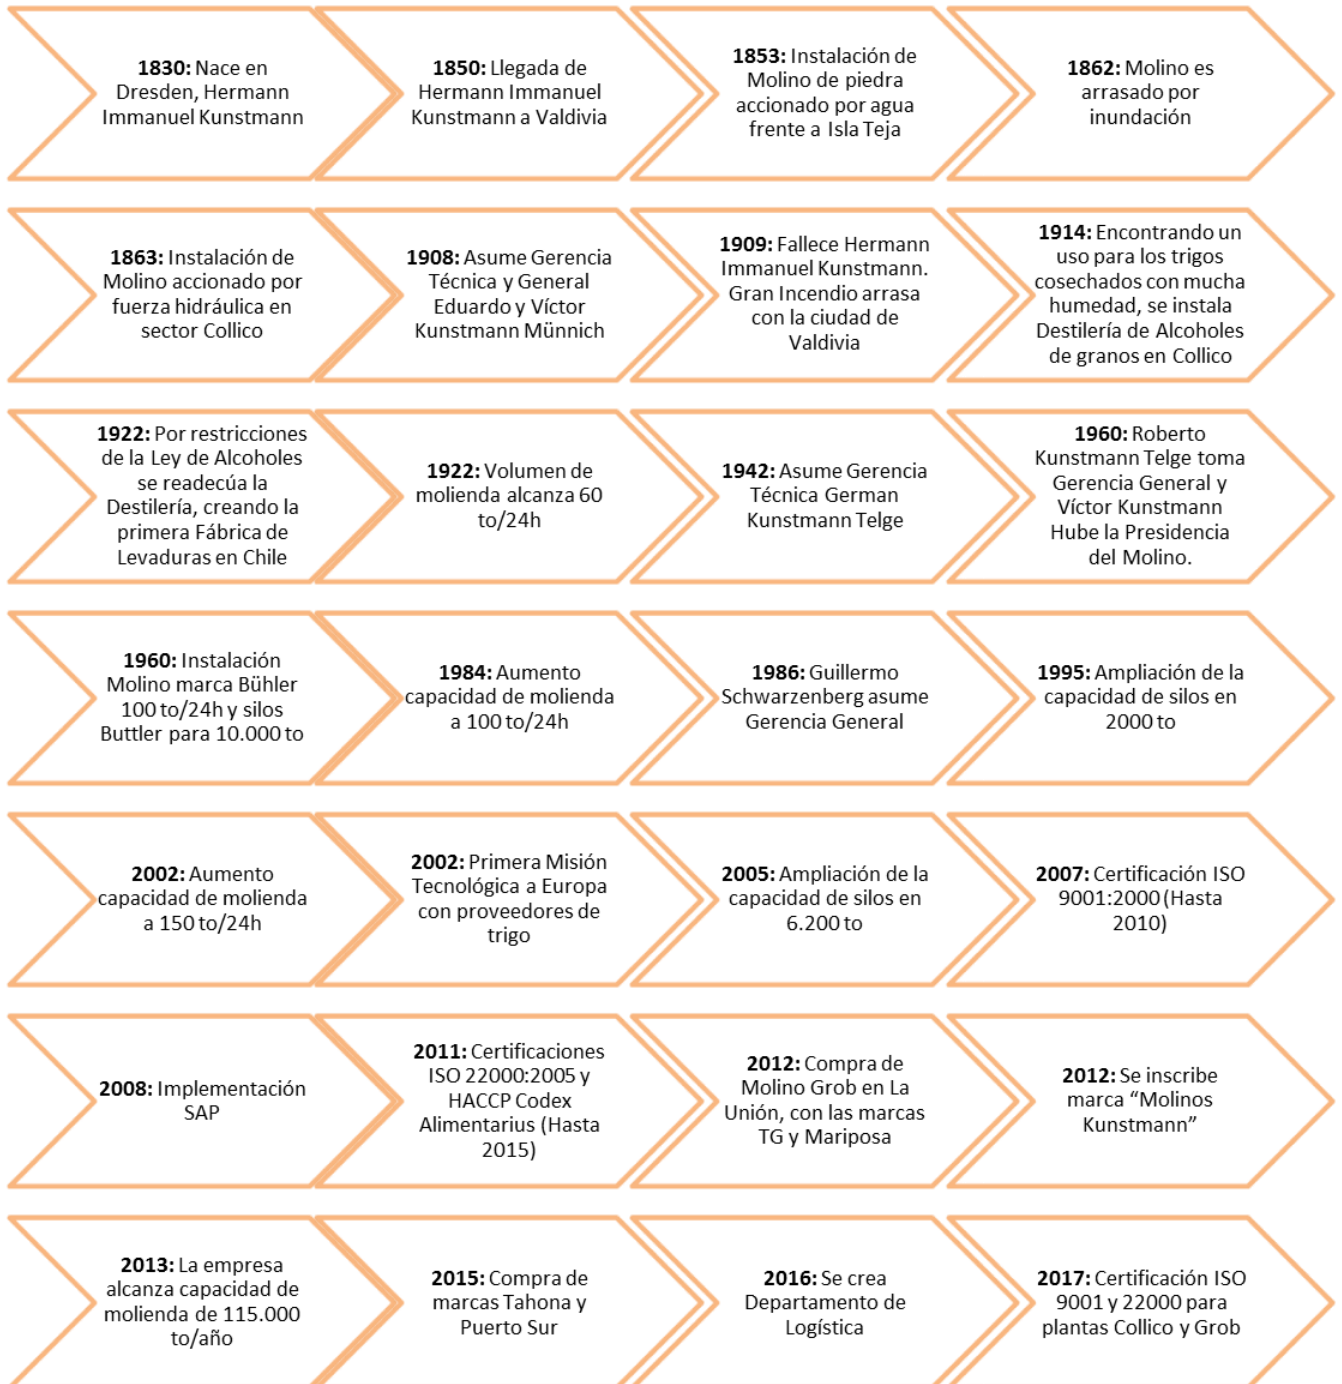 1830: Nace en
Dresden, Hermann
Immanuel Kunstmann
1850: Llegada de
Hermann Immanuel
Kunstmann a Valdivia
1853: Instalación de
Molino de piedra
accionado por agua
frente a Isla Teja
1862: Molino es
arrasado por
inundación
1863: Instalación de
Molino accionado por
fuerza hidráulica en
sector Collico
1908: Asume Gerencia
Técnica y General
Eduardo y Víctor
Kunstmann Münnich
1909: Fallece Hermann
Immanuel Kunstmann.
Gran Incendio arrasa
con la ciudad de
Valdivia
1914: Encontrando un
uso para los trigos
cosechados con mucha
humedad, se instala
Destilería de Alcoholes
de granos en Collico
1922: Por restricciones
de la Ley de Alcoholes
se readecúa la
Destilería, creando la
primera Fábrica de
Levaduras en Chile
1922: Volumen de
molienda alcanza 60
to/24h
1942: Asume Gerencia
Técnica German
Kunstmann Telge
1960: Roberto
Kunstmann Telge toma
Gerencia General y
Víctor Kunstmann
Hube la Presidencia
del Molino.
1960: Instalación
Molino marca Bühler
100 to/24h y silos
Buttler para 10.000 to
1984: Aumento
capacidad de molienda
a 100 to/24h
1986: Guillermo
Schwarzenberg asume
Gerencia General
1995: Ampliación de la
capacidad de silos en
2000 to
2002: Aumento
capacidad de molienda
a 150 to/24h
2002: Primera Misión
Tecnológica a Europa
con proveedores de
trigo
2005: Ampliación de la
capacidad de silos en
6.200 to
2007: Certificación ISO
9001:2000 (Hasta
2010)
2008: Implementación
SAP
2011: Certificaciones
ISO 22000:2005 y
HACCP Codex
Alimentarius (Hasta
2015)
2012: Compra de
Molino Grob en La
Unión, con las marcas
TG y Mariposa
2012: Se inscribe
marca “Molinos
Kunstmann”
2013: La empresa
alcanza capacidad de
molienda de 115.000
to/año
2015: Compra de
marcas Tahona y
Puerto Sur
2016: Se crea
Departamento de
Logística
2017: Certificación ISO
9001 y 22000 para
plantas Collico y Grob